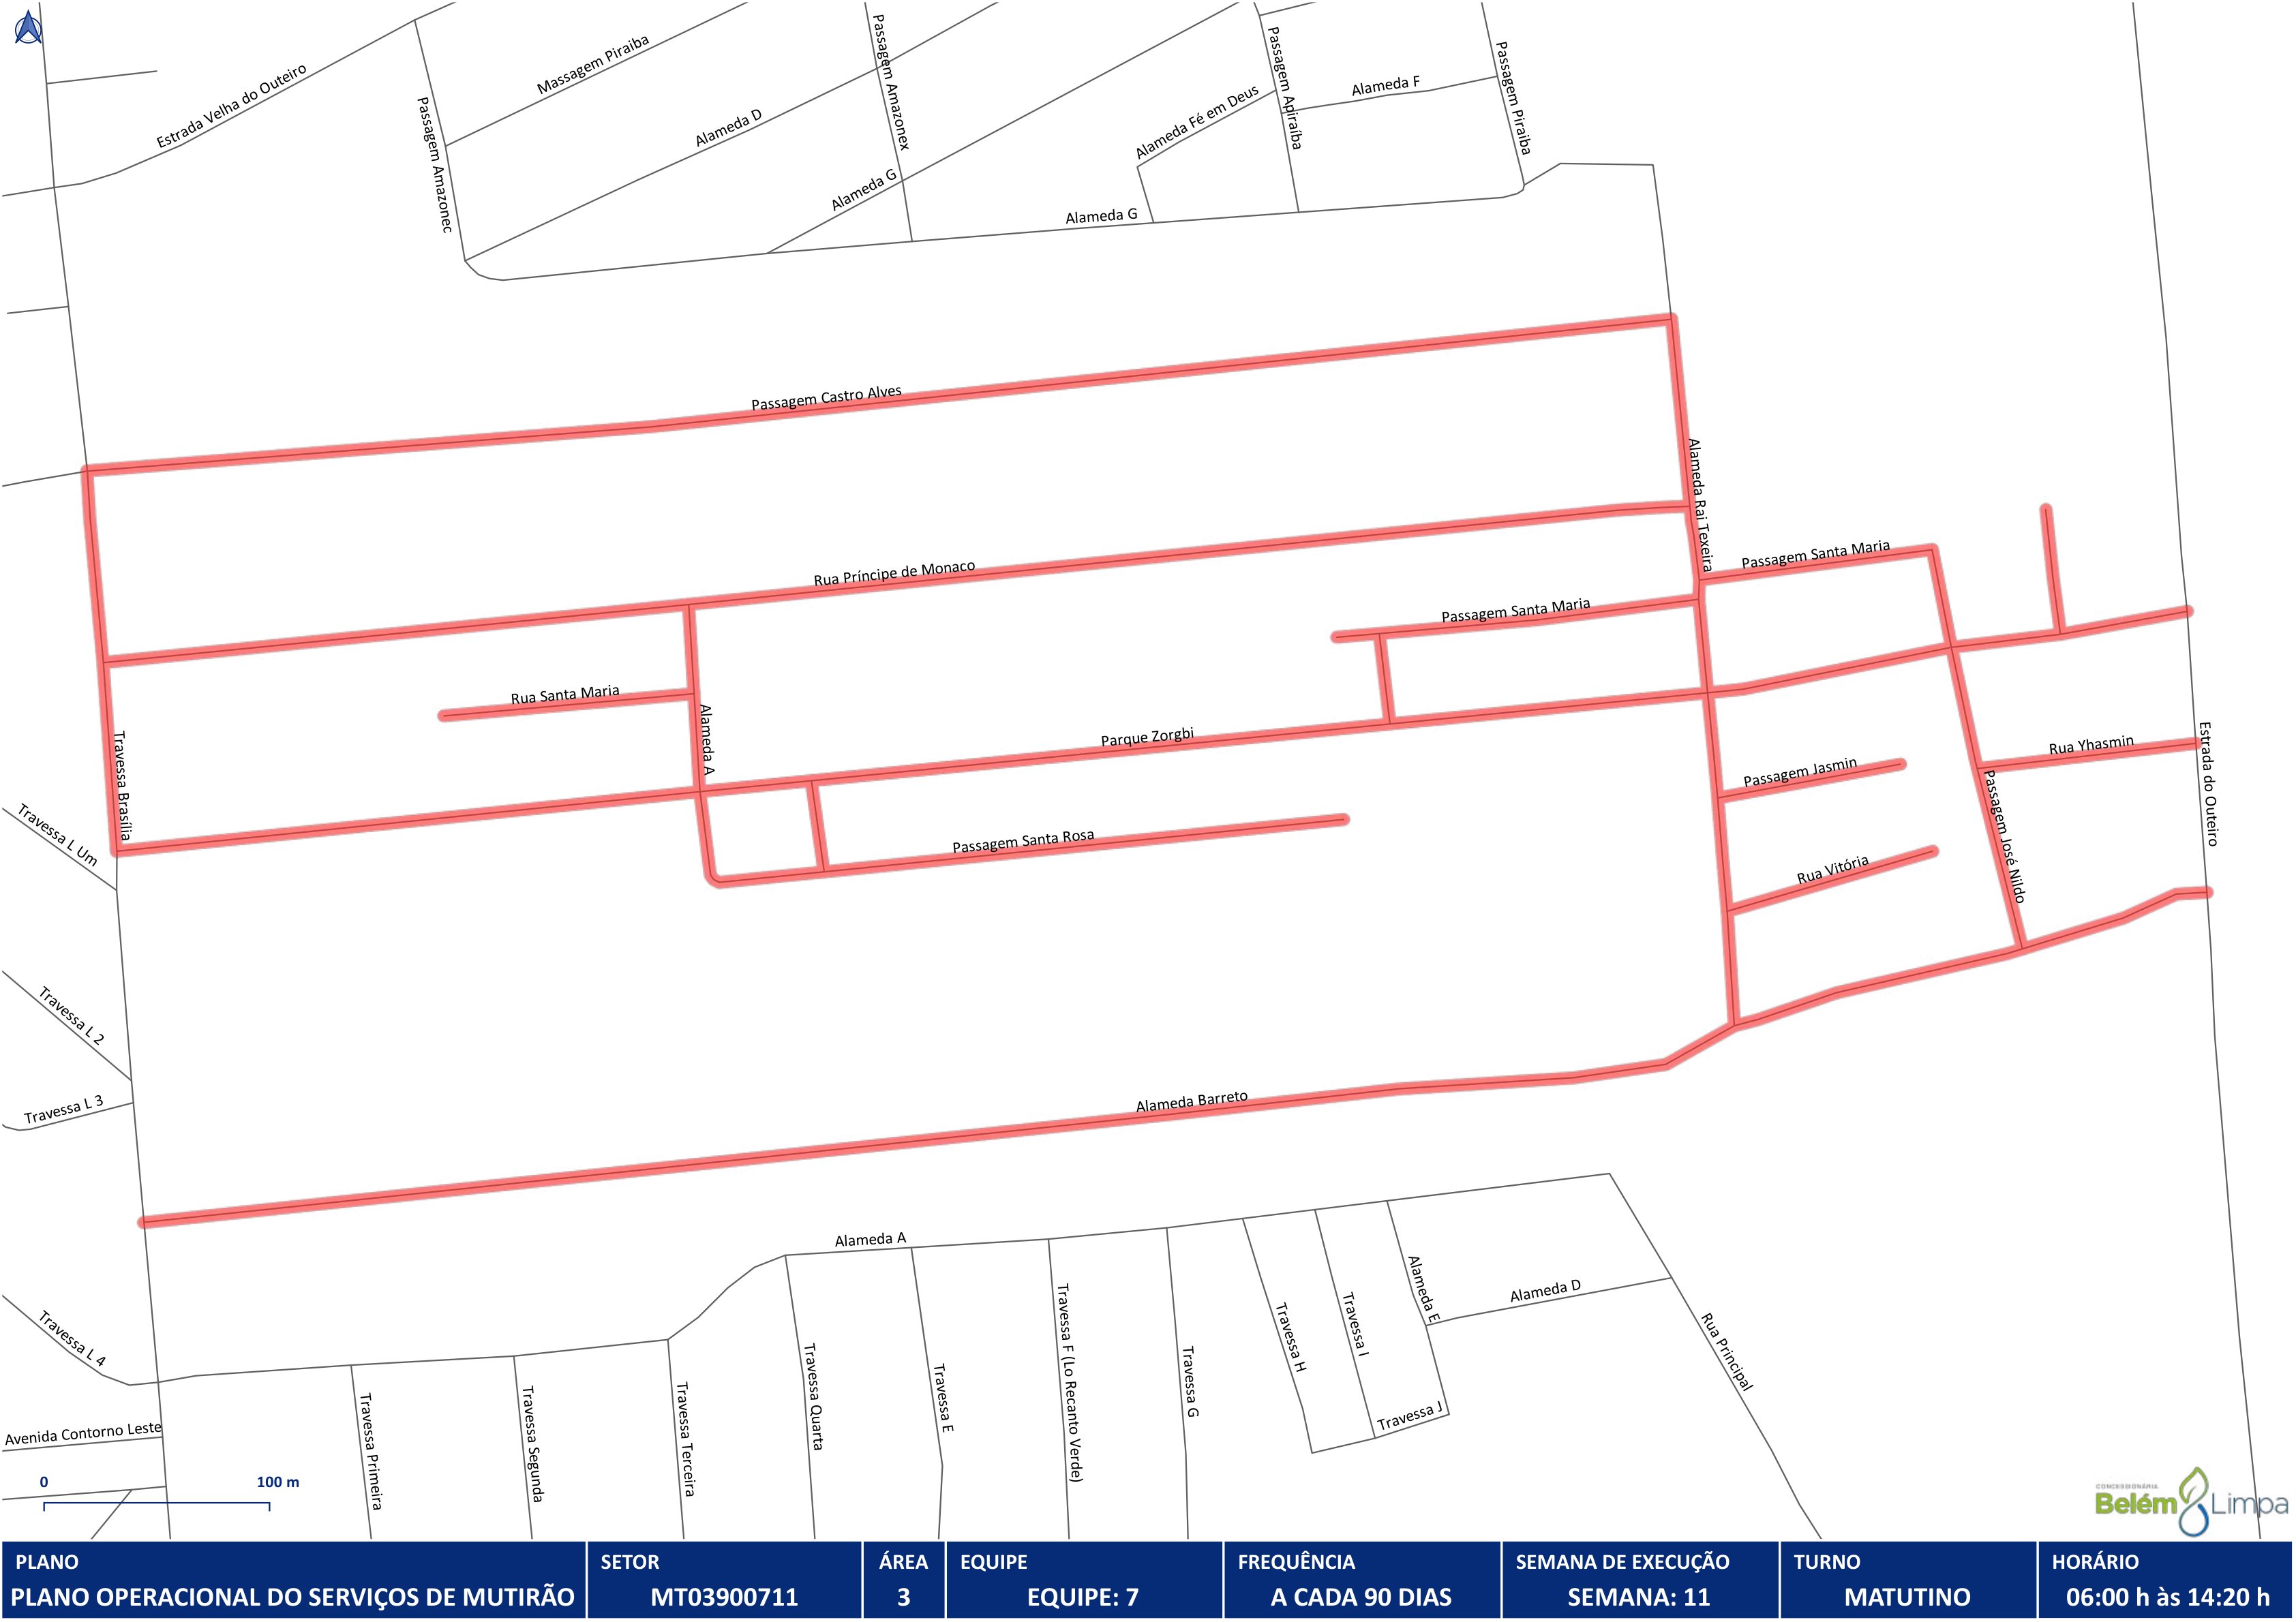 Estrada Velha do Outeiro
Massagem Piraiba
Passagem Amazonec
Alameda D
Passagem Amazonex
Alameda G
Alameda Fé em Deus
Passagem Apiraíba
Alameda F
Passagem Piraiba
Alameda G
Passagem Castro Alves
Alameda Rai Texeira
Rua Príncipe de Monaco
Passagem Santa Maria
Passagem Santa Maria
Rua Santa Maria
Alameda A
Travessa Brasília
Parque Zorgbi
Passagem Jasmin
Rua Yhasmin
Estrada do Outeiro
Travessa L Um
Passagem Santa Rosa
Rua Vitória
Passagem José Nildo
Travessa L 2
Travessa L 3
Alameda Barreto
Alameda A
Travessa L 4
Alameda E
Alameda D
Travessa H
Travessa I
Rua Principal
Travessa F (Lo Recanto Verde)
Travessa G
Travessa Quarta
Travessa E
Travessa Primeira
Travessa Segunda
Travessa Terceira
Travessa J
Avenida Contorno Leste
0 100 m
CONCESSIONÁRIA
Belém Limpa
PLANO
PLANO OPERACIONAL DO SERVIÇOS DE MUTIRÃO
SETOR
MT03900711
ÁREA
3
EQUIPE
EQUIPE: 7
FREQUÊNCIA
A CADA 90 DIAS
SEMANA DE EXECUÇÃO
SEMANA: 11
TURNO
MATUTINO
HORÁRIO
06:00 h às 14:20 h